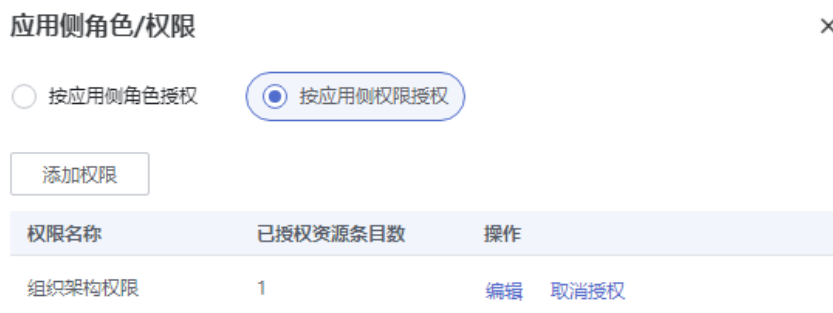 应用侧角色/权限
按应用侧角色授权 按应用侧权限授权
添加权限
权限名称 已授权资源条目数 操作
组织架构权限 1 编辑 取消授权